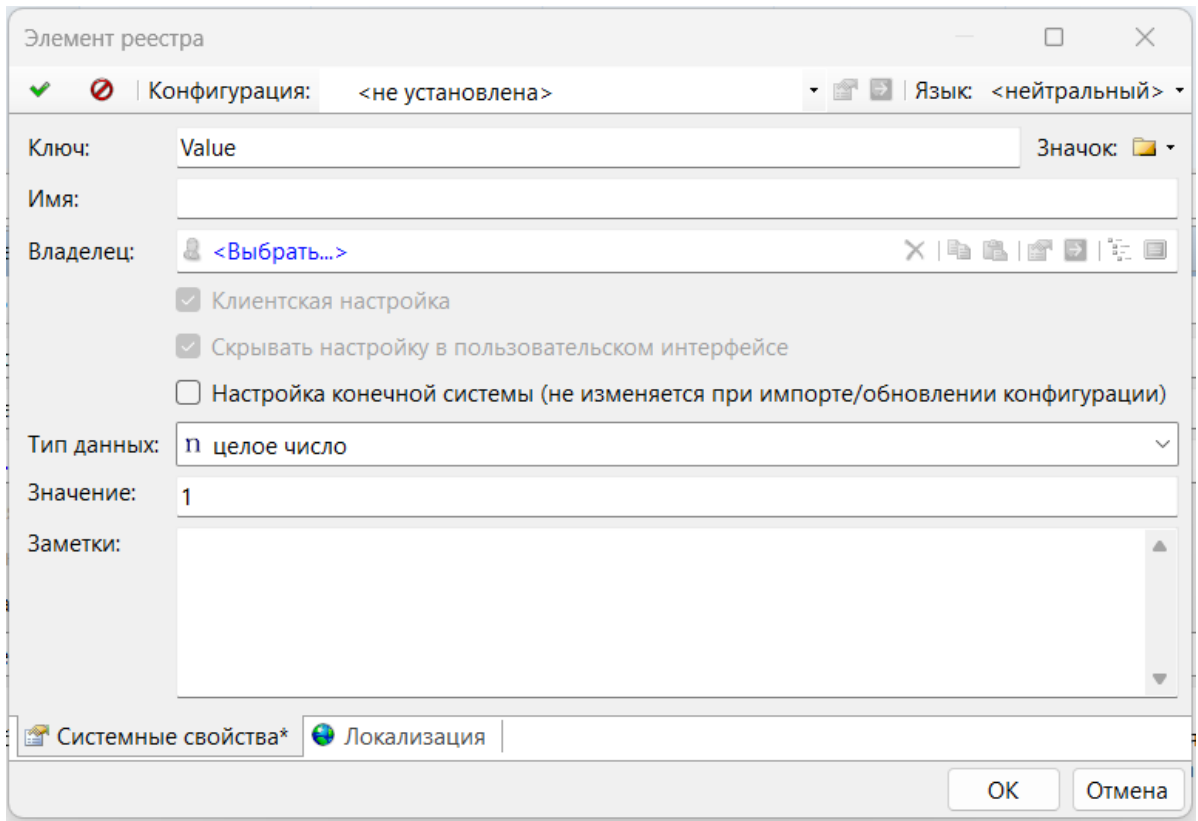 Элемент реестра
Конфигурация: <не установлена> Язык: <нейтральный>
Ключ: Value Значок:
Имя:
Владелец: <Выбрать...>
Клиентская настройка
Скрывать настройку в пользовательском интерфейсе
Настройка конечной системы (не изменяется при импорте/обновлении конфигурации)
Тип данных: n целое число
Значение: 1
Заметки:
Системные свойства* Локализация
ОК Отмена